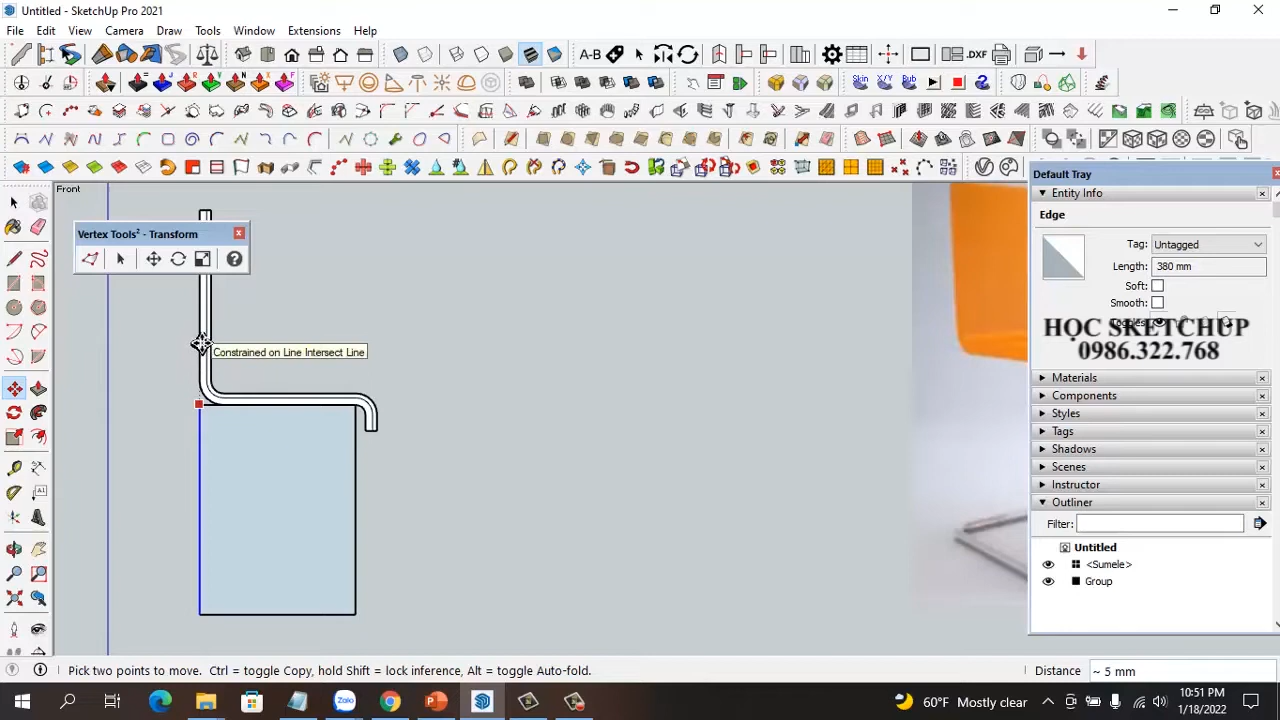 Untitled - SketchUp Pro 2021
File Edit View Camera Draw Tools Window Extensions Help
A-B
.DXF
Skin X/Y Bub
Front
Vertex Tools² - Transform
Constrained on Line Intersect Line
Default Tray
Entity Info
Edge
Tag: Untagged
Length: 380 mm
Soft:
Smooth:
HỌC SKETCHUP
0986.322.768
Materials
Components
Styles
Tags
Shadows
Scenes
Instructor
Outliner
Filter:
Untitled
<Sumele>
Group
Pick two points to move. Ctrl = toggle Copy, hold Shift = lock inference, Alt = toggle Auto-fold.
Distance ~ 5 mm
60°F Mostly clear
10:51 PM
1/18/2022